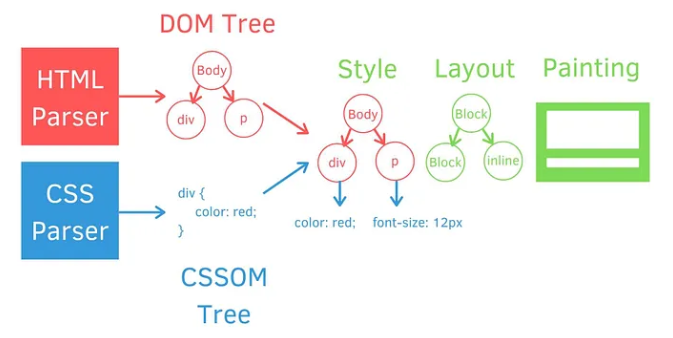 DOM Tree
HTML
Parser
Body
div
p
CSS
Parser
div {
color: red;
}
CSSOM
Tree
Style
Body
div
p
color: red;
font-size: 12px
Layout
Block
Block
inline
Painting